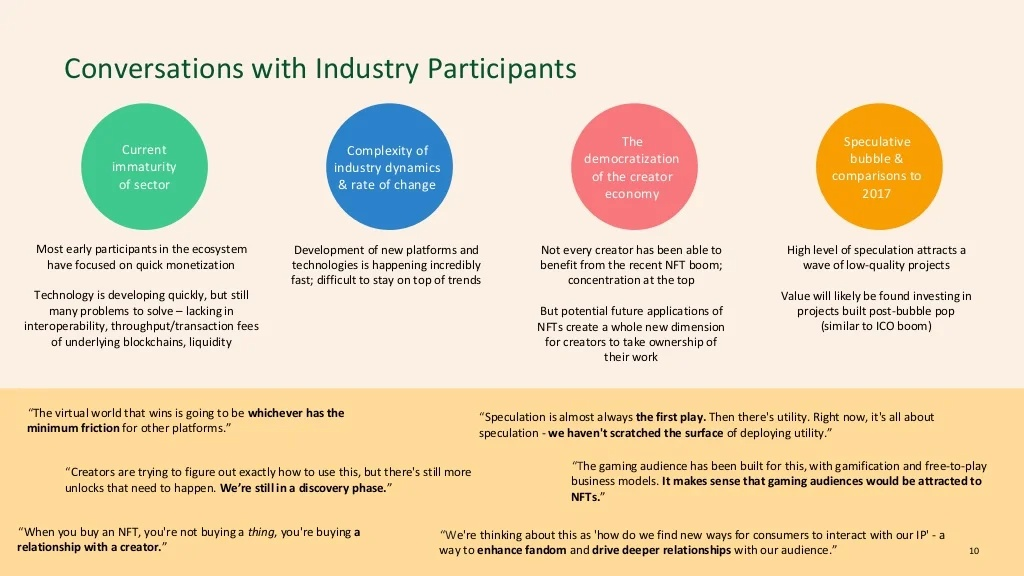 Conversations with Industry Participants
Current
immaturity
of sector
Complexity of
industry dynamics
& rate of change
The
democratization
of the creator
economy
Speculative
bubble &
comparisons to
2017
Most early participants in the ecosystem
have focused on quick monetization
Technology is developing quickly, but still
many problems to solve – lacking in
interoperability, throughput/transaction fees
of underlying blockchains, liquidity
Development of new platforms and
technologies is happening incredibly
fast; difficult to stay on top of trends
Not every creator has been able to
benefit from the recent NFT boom;
concentration at the top
But potential future applications of
NFTs create a whole new dimension
for creators to take ownership of
their work
High level of speculation attracts a
wave of low-quality projects
Value will likely be found investing in
projects built post-bubble pop
(similar to ICO boom)
“The virtual world that wins is going to be whichever has the
minimum friction for other platforms.”
“Creators are trying to figure out exactly how to use this, but there's still more
unlocks that need to happen. We’re still in a discovery phase.”
“When you buy an NFT, you're not buying a thing, you're buying a
relationship with a creator.”
“Speculation is almost always the first play. Then there's utility. Right now, it's all about
speculation - we haven't scratched the surface of deploying utility.”
“The gaming audience has been built for this, with gamification and free-to-play
business models. It makes sense that gaming audiences would be attracted to
NFTs.”
“We're thinking about this as 'how do we find new ways for consumers to interact with our IP' - a
way to enhance fandom and drive deeper relationships with our audience.”
10